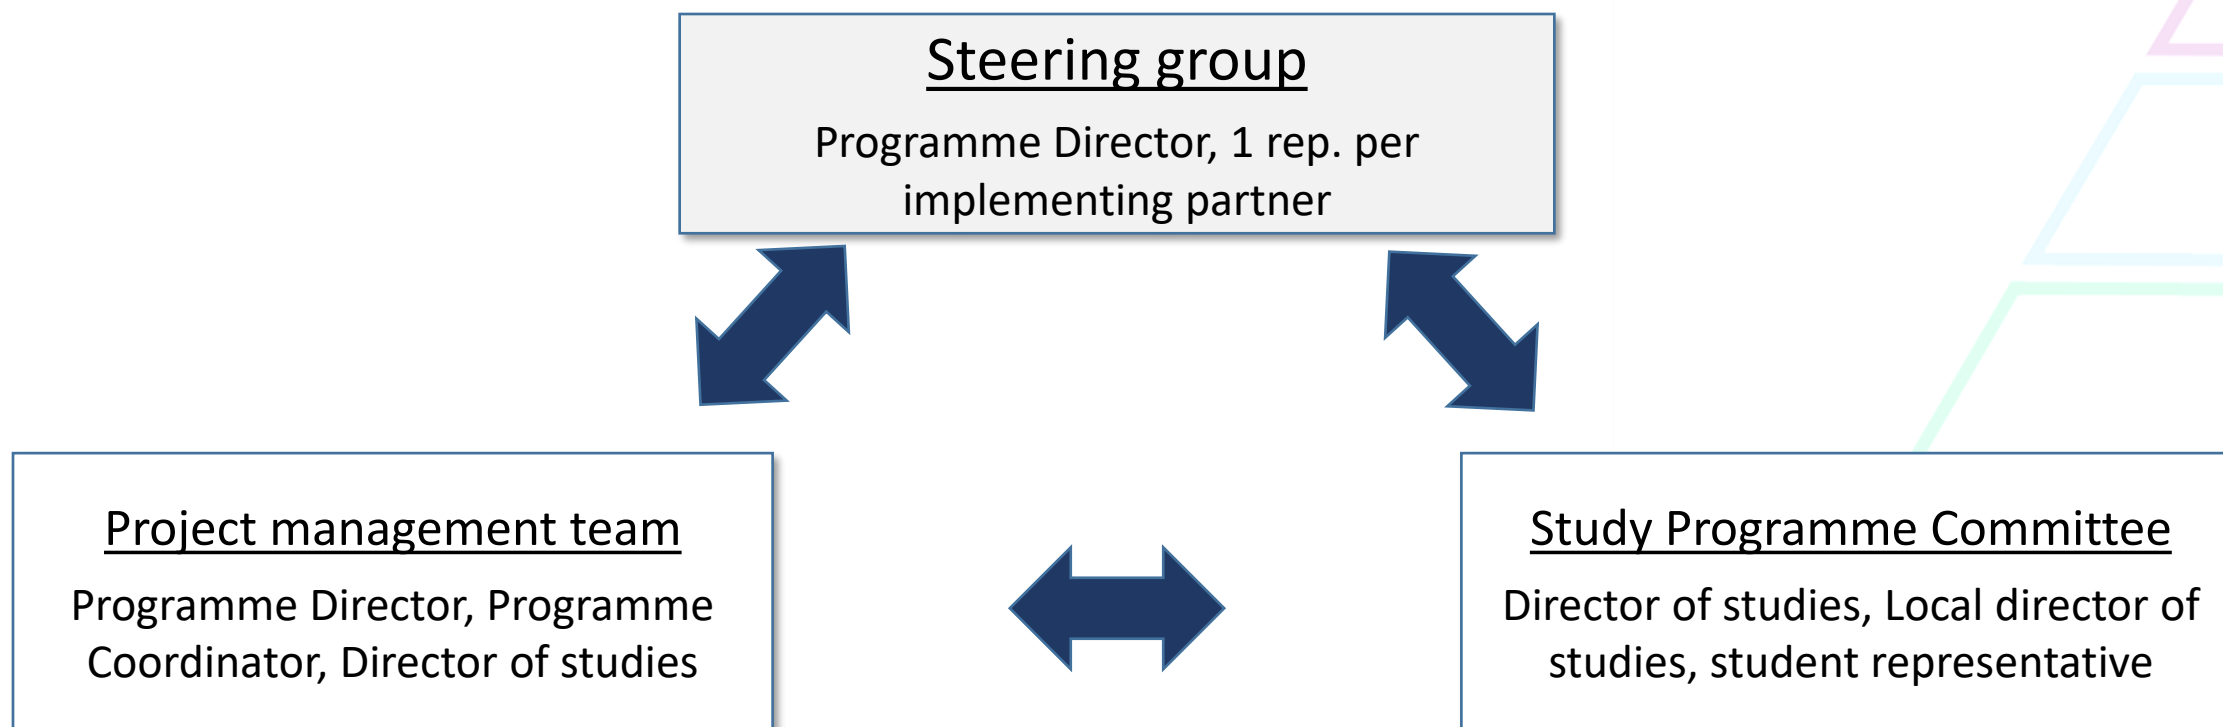 Steering group
Programme Director, 1 rep. per
implementing partner
Project management team
Programme Director, Programme
Coordinator, Director of studies
Study Programme Committee
Director of studies, Local director of
studies, student representative